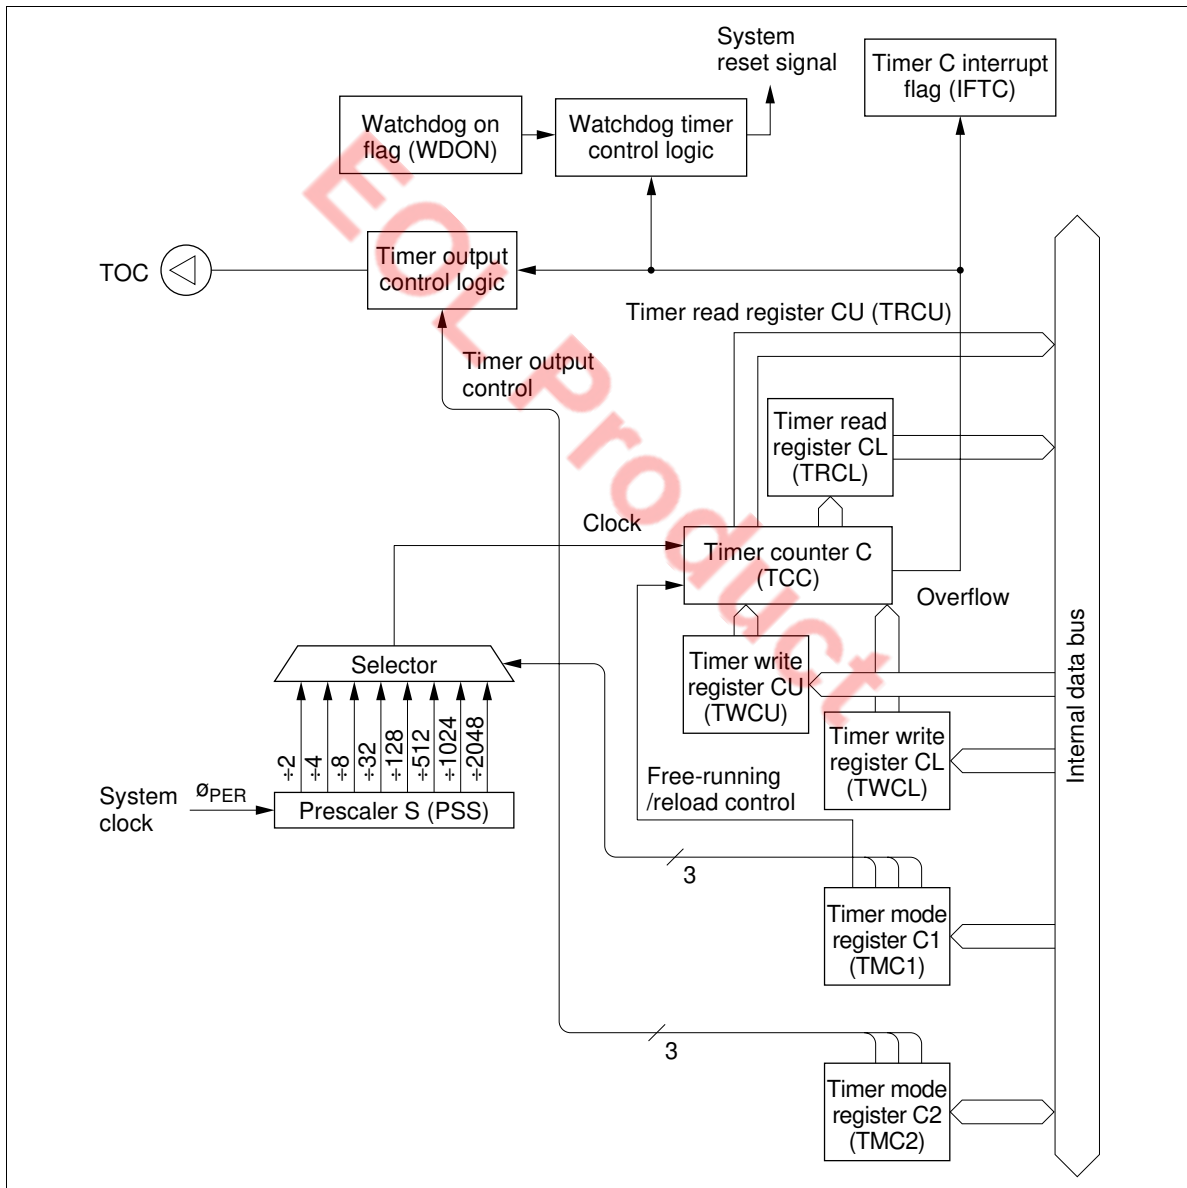 System
reset signal
Timer C interrupt
flag (IFTC)
Watchdog on
flag (WDON)
Watchdog timer
control logic
TOC
Timer output
control logic
Timer read register CU (TRCU)
Timer output
control
Timer read
register CL
(TRCL)
Clock
Timer counter C
(TCC)
Overflow
Selector
Timer write
register CU
(TWCU)
Timer write
register CL
(TWCL)
Internal data bus
÷2
÷4
÷8
÷32
÷128
÷512
÷1024
÷2048
System
clock
øPER
Prescaler S (PSS)
Free-running
/reload control
3
Timer mode
register C1
(TMC1)
3
Timer mode
register C2
(TMC2)
EOL Product